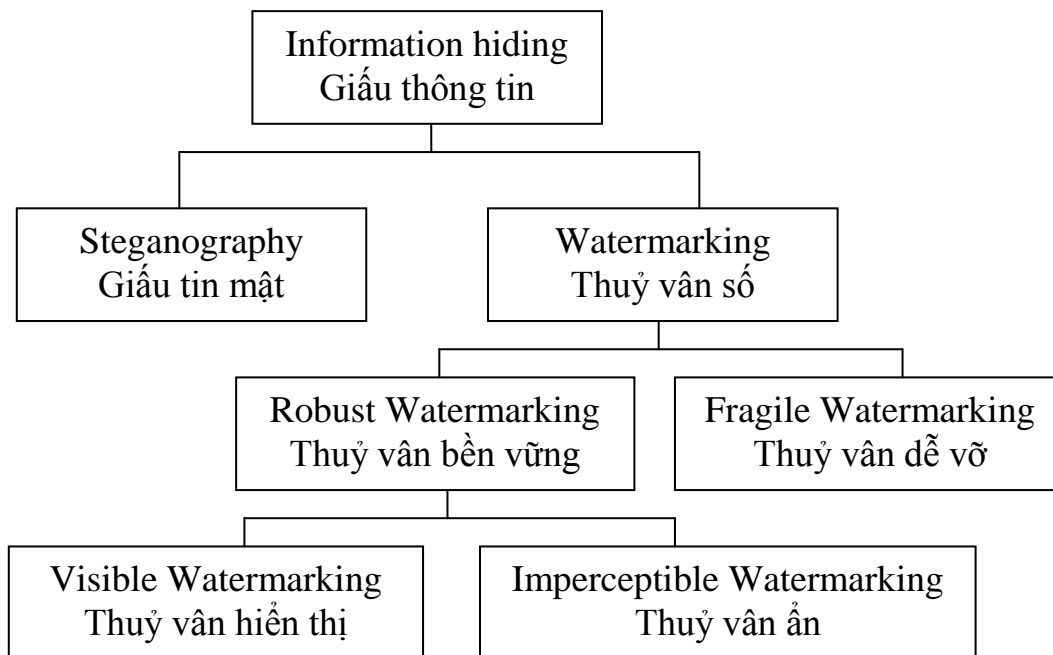 Information hiding
Giấu thông tin
Steganography
Giấu tin mật
Watermarking
Thuỷ vân số
Robust Watermarking
Thuỷ vân bền vững
Fragile Watermarking
Thuỷ vân dễ vỡ
Visible Watermarking
Thuỷ vân hiển thị
Imperceptible Watermarking
Thuỷ vân ẩn